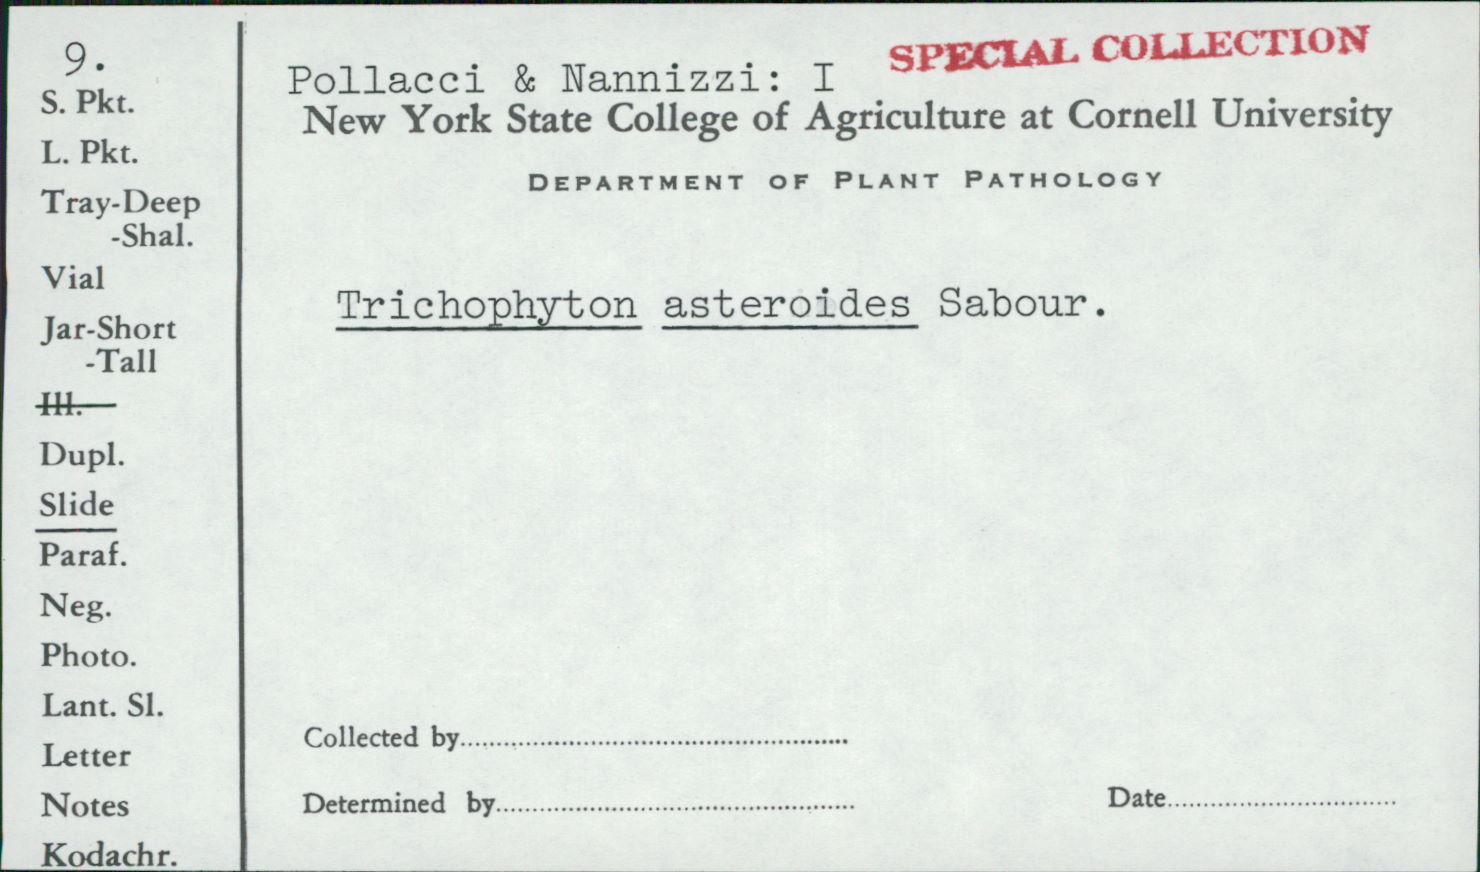 9.
S. Pkt.
L. Pkt.
Tray-Deep
-Shal.
Vial
Jar-Short
-Tall
Ill.
Dupl.
Slide
Paraf.
Neg.
Photo.
Lant. Sl.
Letter
Notes
Kodachr.
SPECIAL COLLECTION
Pollacci & Nannizzi: I
New York State College of Agriculture at Cornell University
DEPARTMENT OF PLANT PATHOLOGY
Trichophyton asteroides Sabour.
Collected by
Determined by
Date